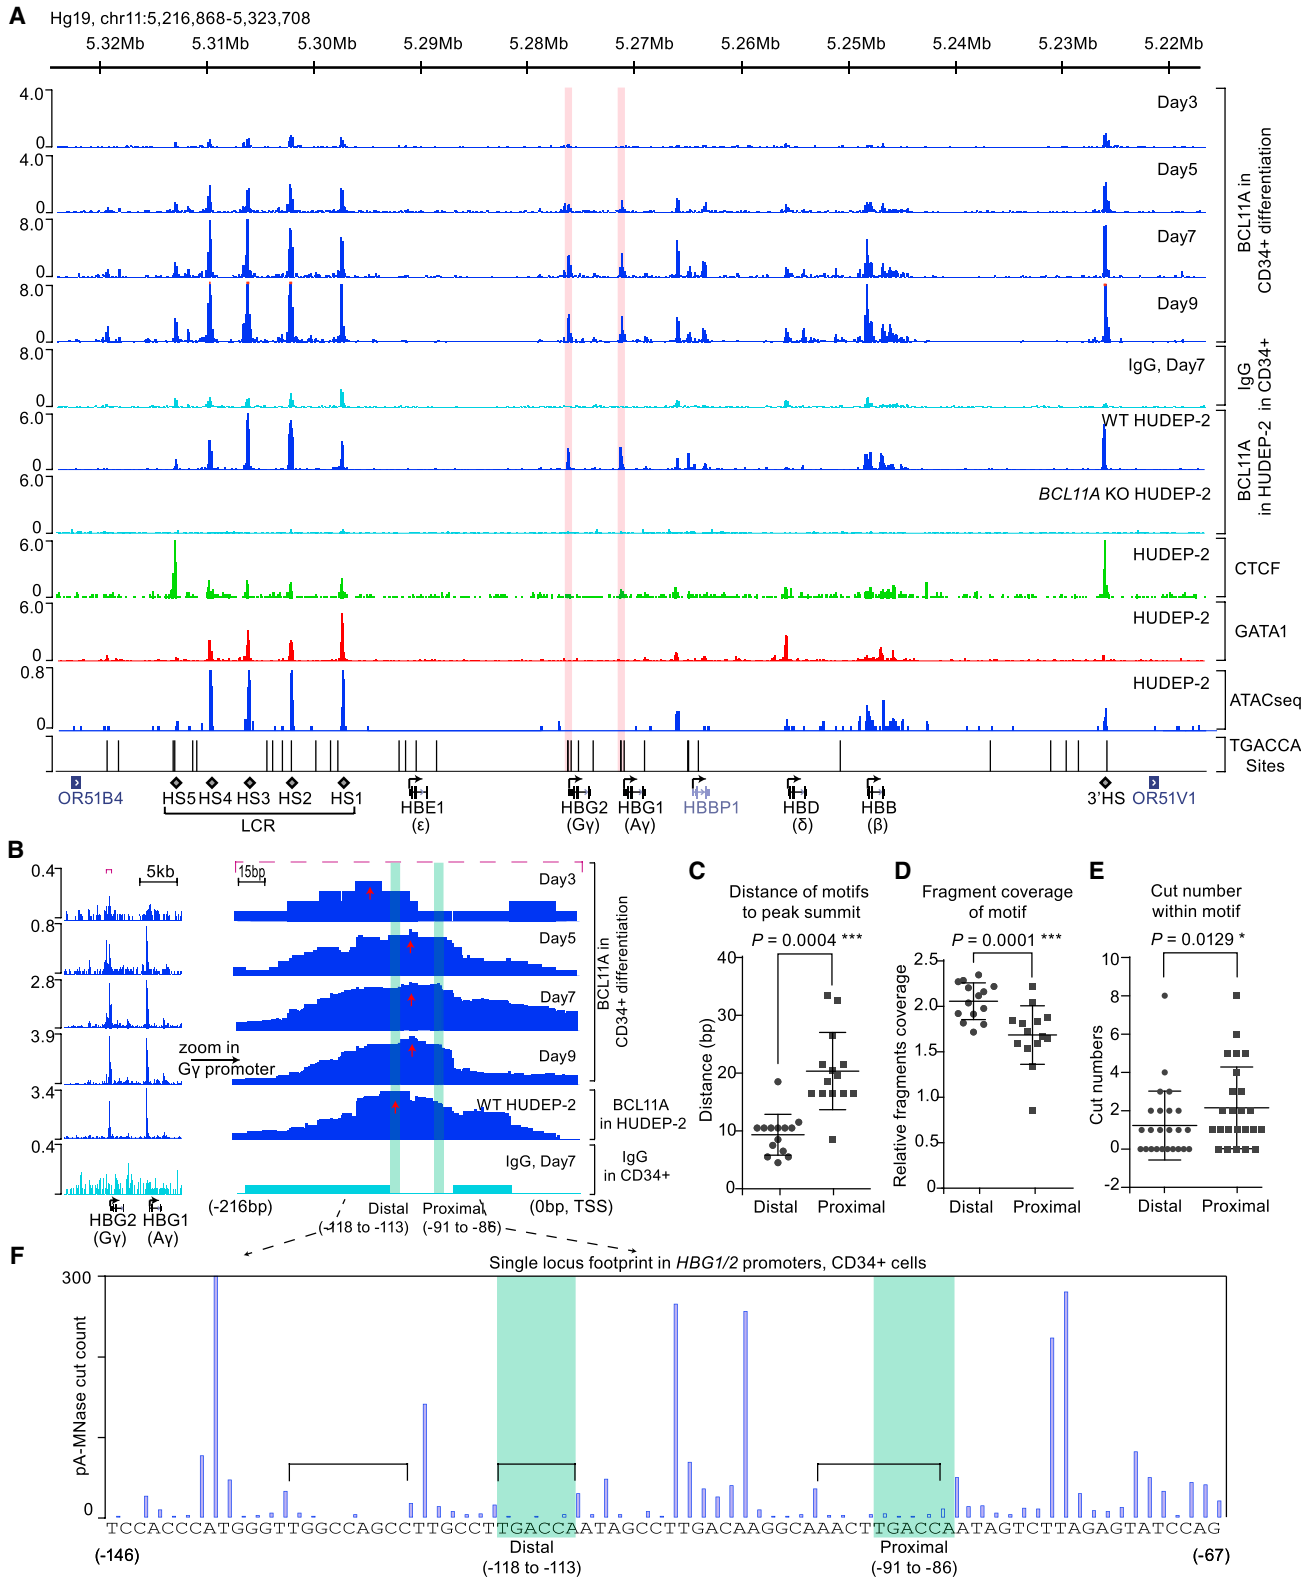 A
Hg19, chr11:5,216,868-5,323,708
5.32Mb 5.31Mb 5.30Mb 5.29Mb 5.28Mb 5.27Mb 5.26Mb 5.25Mb 5.24Mb 5.23Mb 5.22Mb
4.0
0
Day3
4.0
0
Day5
8.0
0
Day7
8.0
0
Day9
BCL11A in
CD34+ differentiation
8.0
0
IgG, Day7
IgG
in CD34+
6.0
0
WT HUDEP-2
6.0
0
BCL11A KO HUDEP-2
BCL11A
in HUDEP-2
6.0
0
HUDEP-2
CTCF
6.0
0
HUDEP-2
GATA1
0.8
0
HUDEP-2
ATACseq
TGACCA
Sites
OR51B4 HS5 HS4 HS3 HS2 HS1 HBE1 HBG2 HBG1 HBBP1 HBD HBB 3'HS OR51V1
LCR (ε) (Gγ) (Aγ) (δ) (β)
B
0.4
5kb
15bp
Day3
0.8
Day5
2.8
Day7
3.9
Day9
zoom in
Gγ promoter
BCL11A in
CD34+ differentiation
3.4
WT HUDEP-2
BCL11A
in HUDEP-2
0.4
IgG, Day7
IgG
in CD34+
HBG2 HBG1
(Gγ) (Aγ)
(-216bp) Distal Proximal (0bp, TSS)
(-118 to -113) (-91 to -86)
C
Distance of motifs
to peak summit
P = 0.0004 ***
40
30
20
10
0
Distance (bp)
Distal Proximal
D
Fragment coverage
of motif
P = 0.0001 ***
2.5
2.0
1.5
1.0
0.5
0
Relative fragments coverage
Distal Proximal
E
Cut number
within motif
P = 0.0129 *
10
8
6
4
2
0
-2
Cut numbers
Distal Proximal
F
Single locus footprint in HBG1/2 promoters, CD34+ cells
300
0
pA-MNase cut count
TCCACCCATGGGTTGGCCAGCCTTGCCTTGACCAATAGCCTTGACAAGGCAAACTTGACCAATAGTCTTAGAGTATCCAG
(-146) Distal Proximal (-67)
(-118 to -113) (-91 to -86)